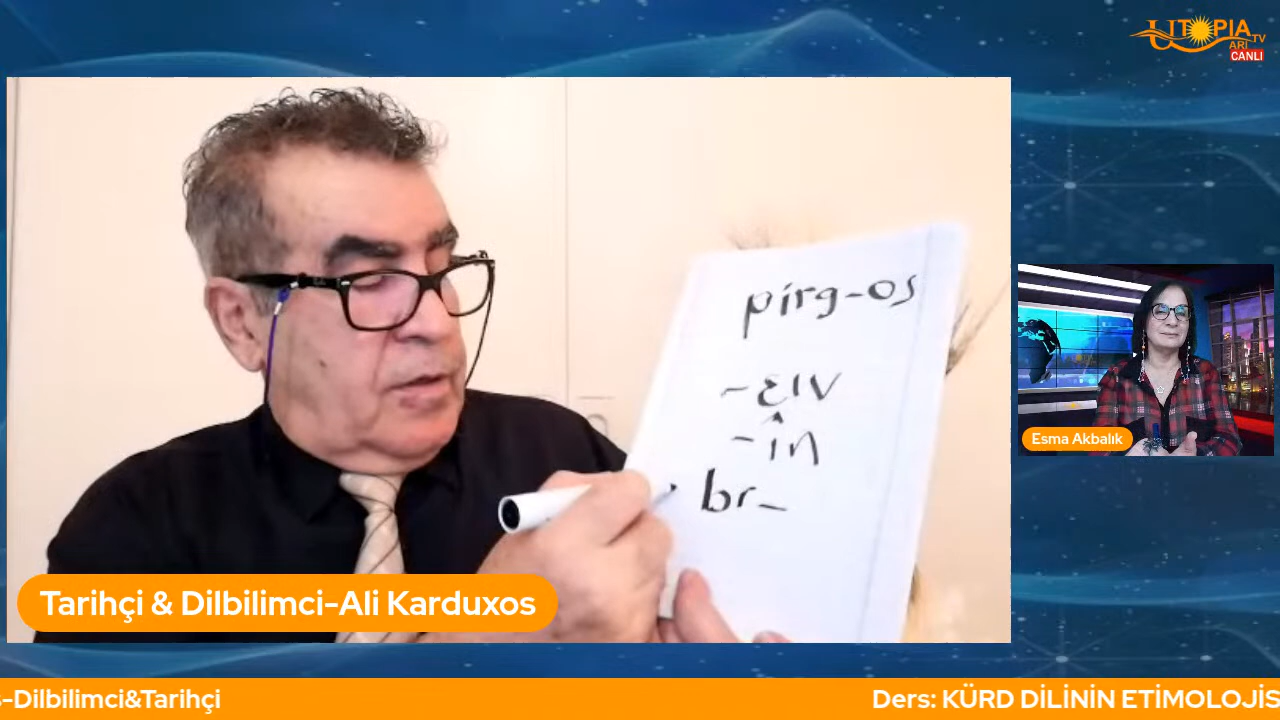 UTOPIA
TV
ARİ
CANLI
pirg-os
-ειν
-în
br-
Esma Akbalık
Tarihçi & Dilbilimci-Ali Karduxos
-Dilbilimci&Tarihçi
Ders: KÜRD DİLİNİN ETİMOLOJİS